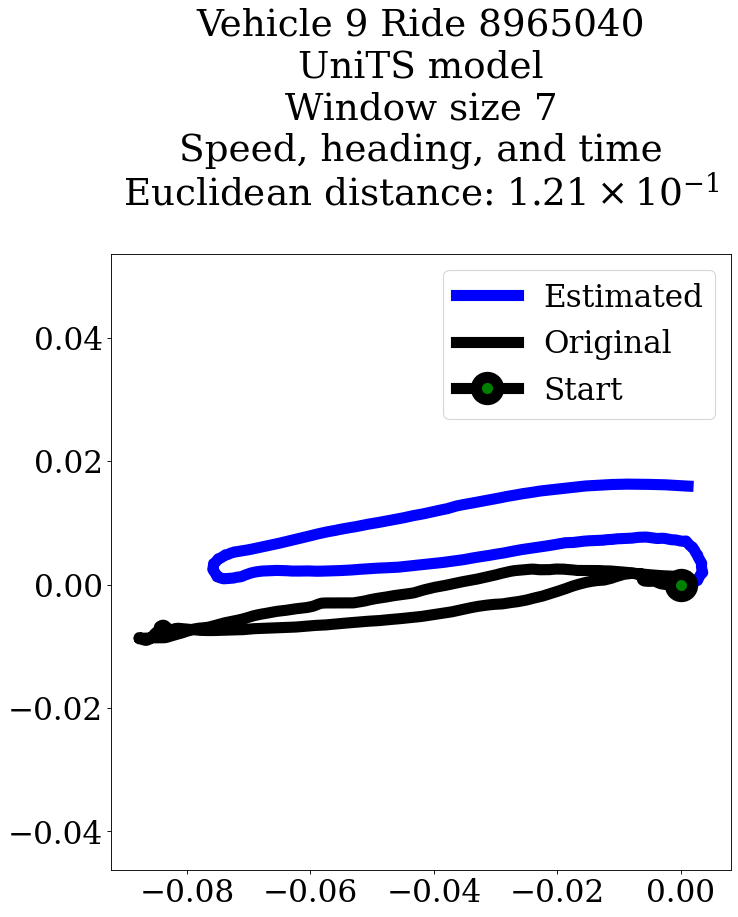 Vehicle 9 Ride 8965040
UniTS model
Window size 7
Speed, heading, and time
Euclidean distance: 1.21 × 10⁻¹
Estimated
Original
Start
0.04
0.02
0.00
−0.02
−0.04
−0.08 −0.06 −0.04 −0.02 0.00